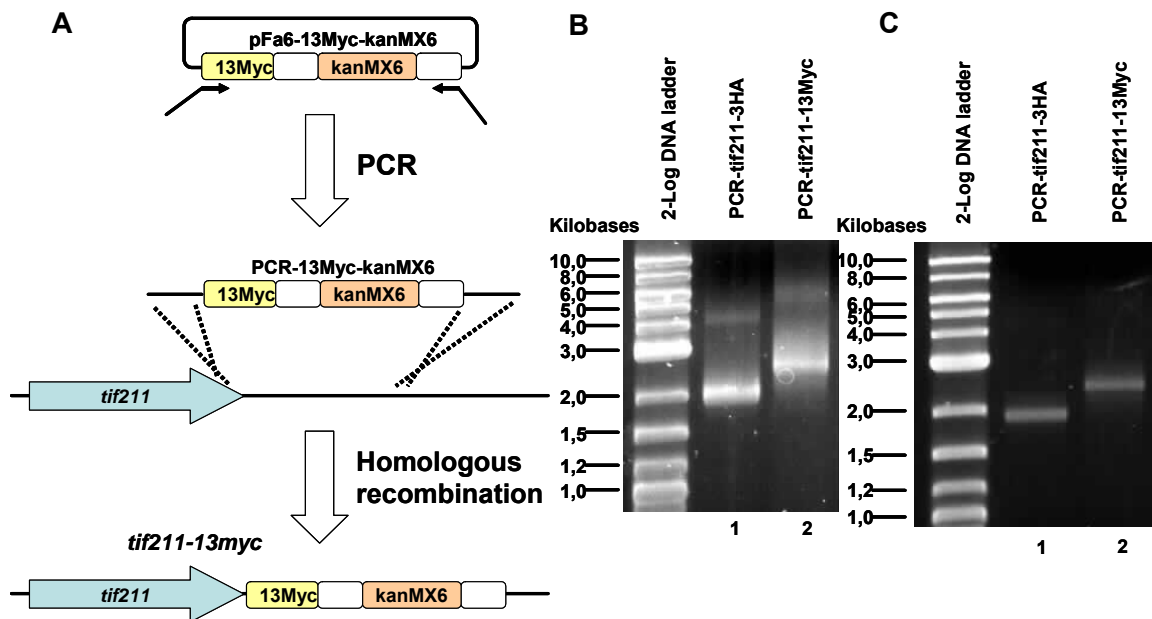 A
pFa6-13Myc-kanMX6
13Myc
kanMX6
PCR
PCR-13Myc-kanMX6
13Myc
kanMX6
tif211
Homologous
recombination
tif211-13myc
tif211
13Myc
kanMX6
B
2-Log DNA ladder
PCR-tif211-3HA
PCR-tif211-13Myc
Kilobases
10,0
8,0
6,0
5,0
4,0
3,0
2,0
1,5
1,2
1,0
1
2
C
2-Log DNA ladder
PCR-tif211-3HA
PCR-tif211-13Myc
Kilobases
10,0
8,0
6,0
5,0
4,0
3,0
2,0
1,5
1,2
1,0
1
2